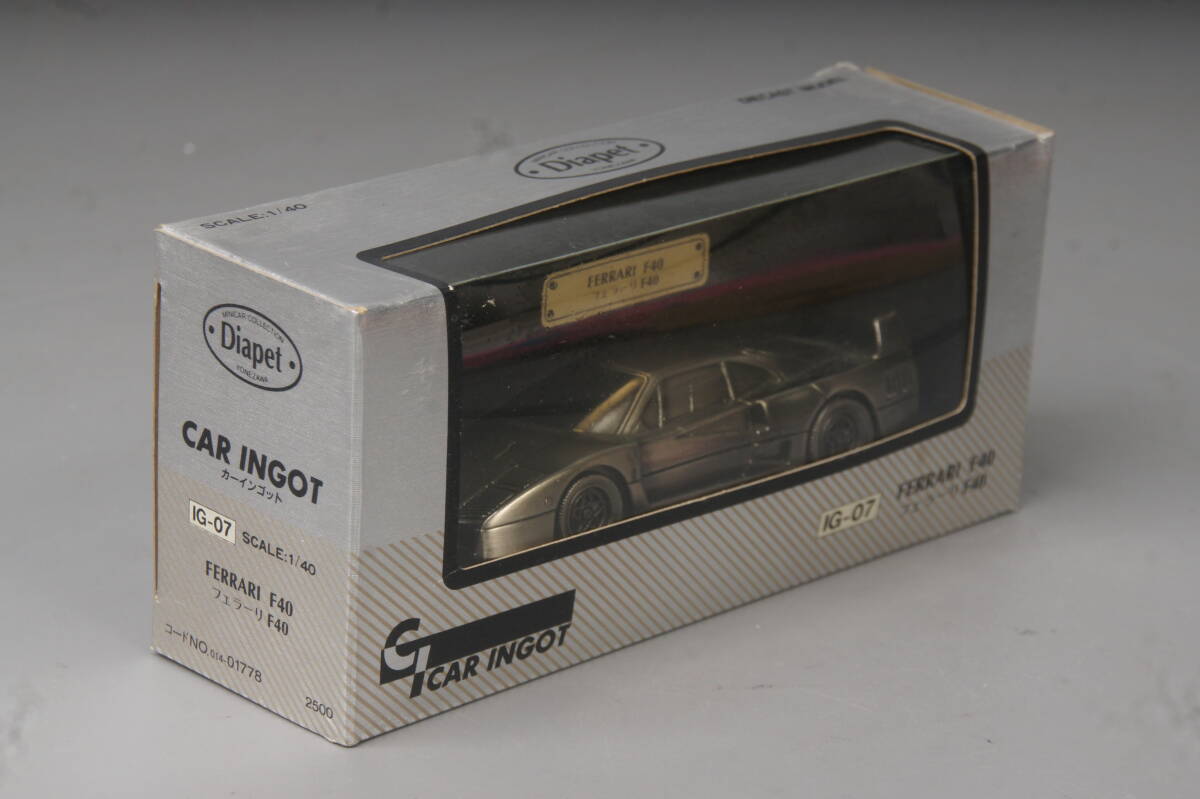 SCALE:1/40
Diapet
DIECAST MODEL
MINICAR COLLECTION
Diapet
YONEZAWA
CAR INGOT
カーインゴット
IG-07 SCALE:1/40
FERRARI F40
フェラーリ F40
コードNO.014-01778
2500
FERRARI F40
フェラーリ F40
IG-07 FERRARI F40
フェラーリ F40
CI CAR INGOT